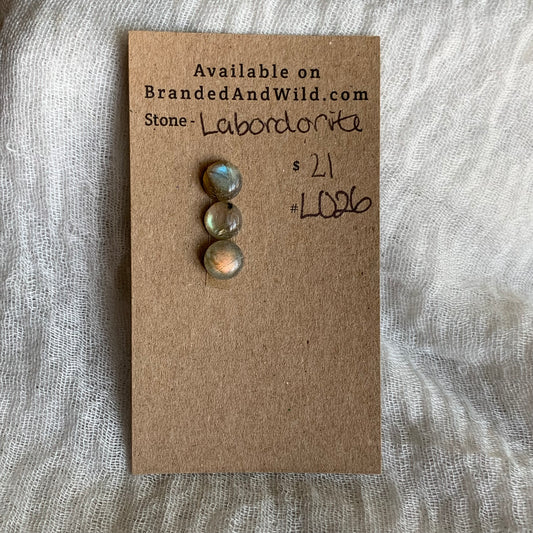 Available on
BrandedAndWild.com
Stone - Labordorite
$ 21
#L026